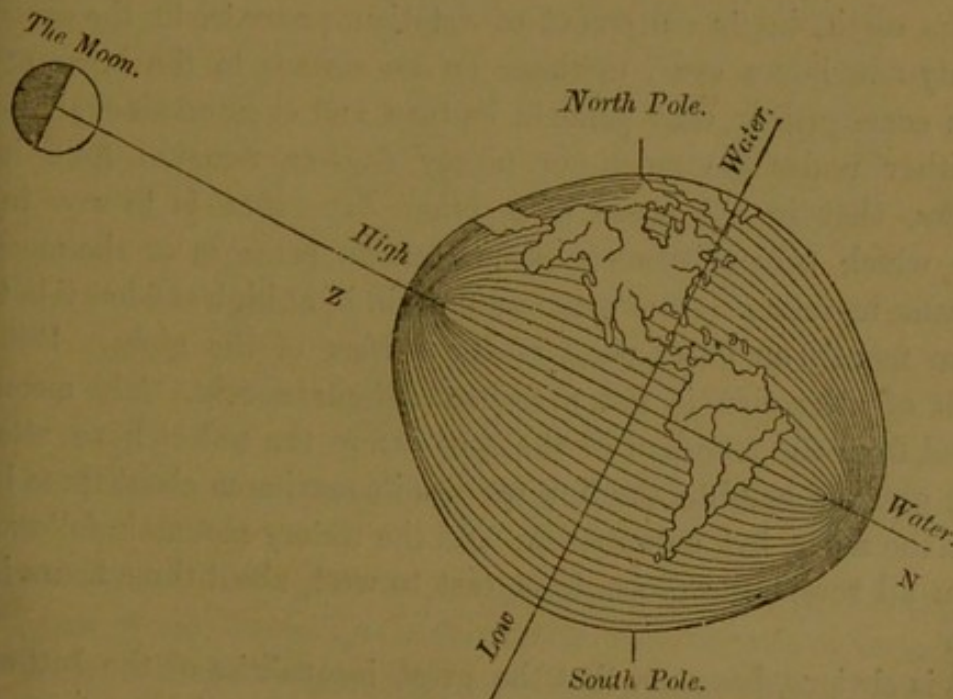 The Moon.
North Pole.
Water.
High
Z
Water.
N
Low
South Pole.